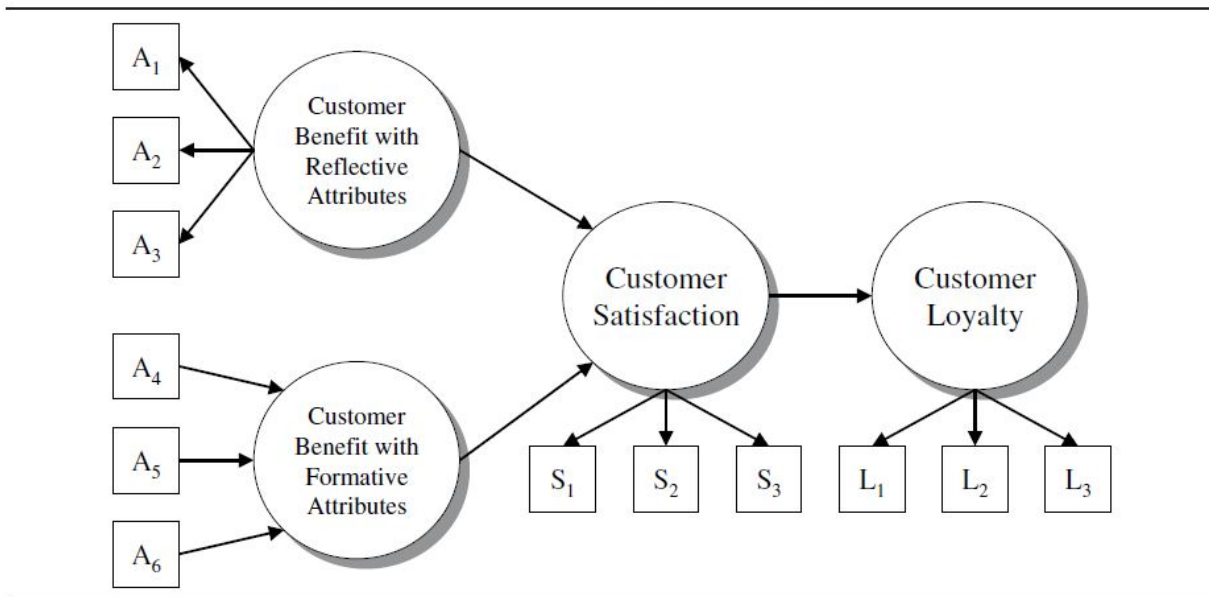 A₁
A₂
A₃
Customer
Benefit with
Reflective
Attributes
Customer
Satisfaction
Customer
Loyalty
A₄
A₅
A₆
Customer
Benefit with
Formative
Attributes
S₁ S₂ S₃ L₁ L₂ L₃